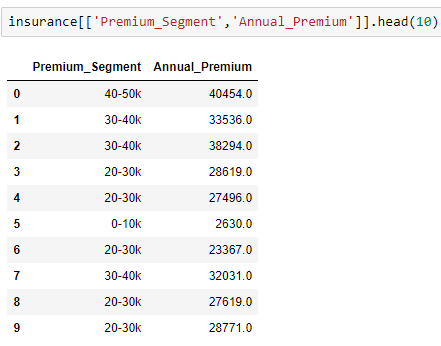 insurance[['Premium_Segment','Annual_Premium']].head(10)
Premium_Segment Annual_Premium
0 40-50k 40454.0
1 30-40k 33536.0
2 30-40k 38294.0
3 20-30k 28619.0
4 20-30k 27496.0
5 0-10k 2630.0
6 20-30k 23367.0
7 30-40k 32031.0
8 20-30k 27619.0
9 20-30k 28771.0